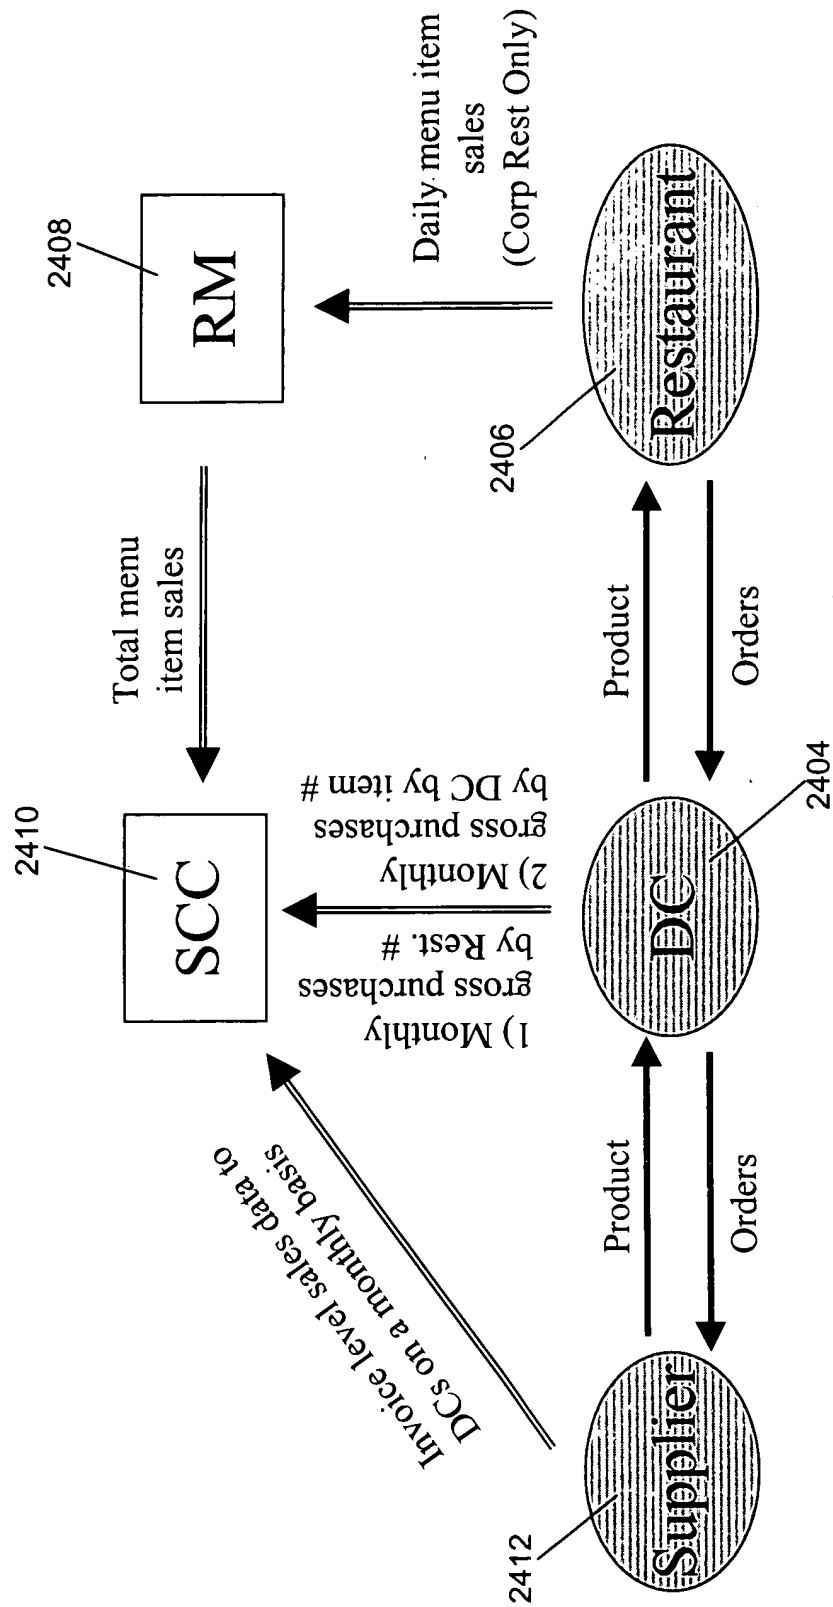 2410
SCC
Total menu
item sales
2408
RM
Invoice level sales data to
DCs on a monthly basis
1) Monthly
gross purchases
by Rest. #
2) Monthly
gross purchases
by DC by item #
Daily menu item
sales
(Corp Rest Only)
2412
Supplier
Product
Orders
DC
2404
Product
Orders
2406
Restaurant